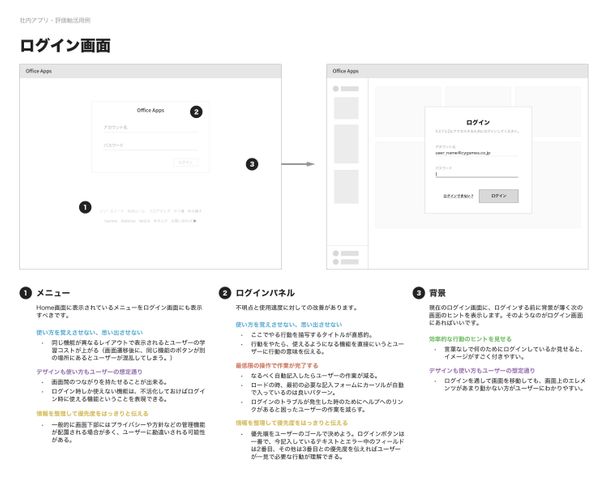 社内アプリ・評価軸活用例
ログイン画面
Office Apps
Office Apps
アカウント名
パスワード
ログイン
2
3
1
Office Apps
ログイン
アカウント名
user_name@cygames.co.jp
パスワード
ログインできない?
ログイン
1 メニュー
Home画面に表示されているメニューをログイン画面にも表示
すべきです。
使い方を覚えさせない、思い出させない
・ 同じ機能が異なるレイアウトで表示されるとユーザーの学
習コストが上がる(画面遷移後に、同じ機能のボタンが別
の場所にあるとユーザーが混乱してしまう。)
デザインも使い方もユーザーの想定通り
・ 画面間のつながりを持たせることが出来る。
・ ログイン時しか使えない機能は、不活化しておけばログイ
ン時に使える機能ということを表現できる。
情報を整理して優先度をはっきりと伝える
・ 一般的に画面下部にはプライバシーや方針などの管理機能
が配置される場合が多く、ユーザーに勘違いされる可能性
がある。
2 ログインパネル
不明点と使用速度に対しての改善があります。
使い方を覚えさせない、思い出させない
・ ここでやる行動を描写するタイトルが直感的。
・ 行動をやたら、使えるようになる機能を直接にいうとユー
ザーに行動の意味を伝える。
最低限の操作で作業が完了する
・ なるべく自動記入したらユーザーの作業が減る。
・ ロードの時、最初の必要な記入フォームにカーソルが自動
で入っているのは良いパターン。
・ ログインのトラブルが発生した時のためにヘルプへのリン
クがあると困ったユーザーの作業を減らす。
情報を整理して優先度をはっきりと伝える
・ 優先順をユーザーのゴールで決めよう。ログインボタンは
一番で、今記入しているテキストとエラー中のフィールド
は2番目、その他は3番目との優先度を伝えればユーザー
が一見で必要な行動が理解できる。
3 背景
現在のログイン画面に、ログインする前に背景が薄く次の
画面のヒントを表します。そのようなのがログイン画面
にあればいいです。
効率的な行動のヒントを見せる
・ 言葉なしで何のためにログインしているか見せると、
イメージがすごく付きやすい。
デザインも使い方もユーザーの想定通り
・ ログインを通して画面を移動しても、画面上のエレメ
ンツがあまり動かない方がユーザーにわかりやすい。